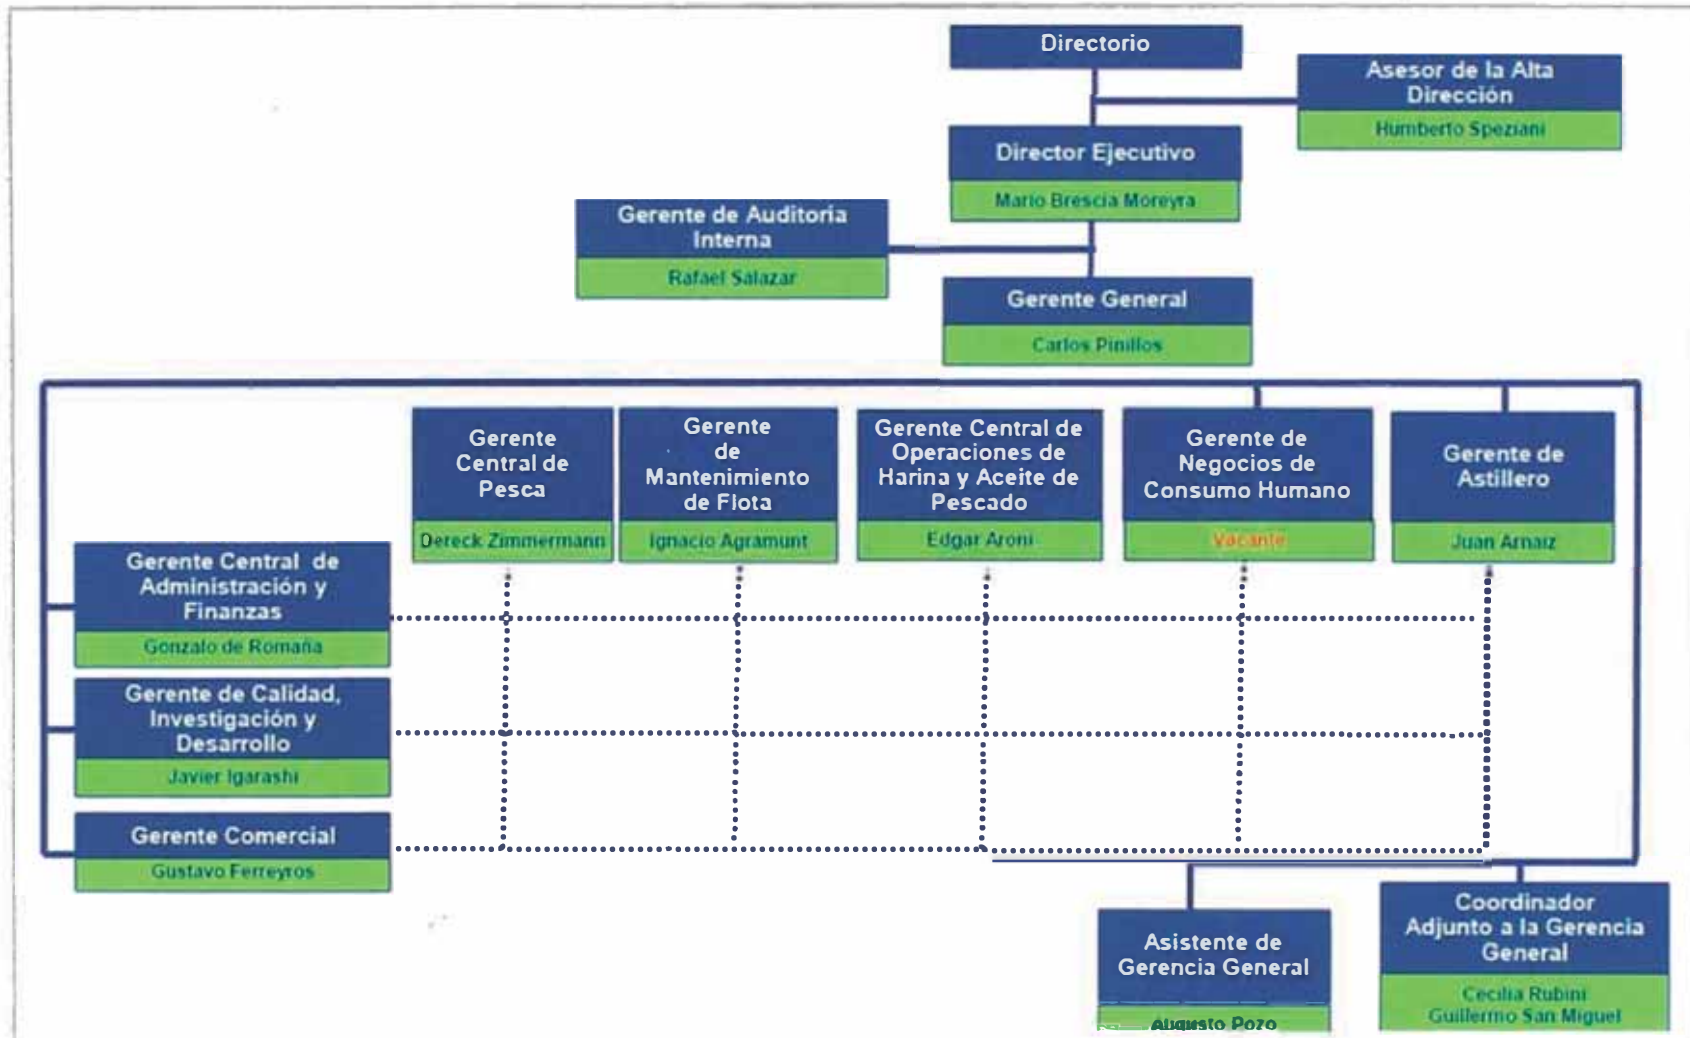 Directorio
Asesor de la Alta
Dirección
Humberto Speziani
Director Ejecutivo
Mario Brescia Moreyra
Gerente de Auditoria
Interna
Rafael Salazar
Gerente General
Carlos Pinillos
Gerente
Central de
Pesca
Dereck Zimmermann
Gerente
de
Mantenimiento
de Flota
Ignacio Agramunt
Gerente Central de
Operaciones de
Harina y Aceite de
Pescado
Edgar Aroni
Gerente de
Negocios de
Consumo Humano
Vacante
Gerente de
Astillero
Juan Arnaiz
Gerente Central de
Administración y
Finanzas
Gonzalo de Romaña
Gerente de Calidad,
Investigación y
Desarrollo
Javier Igarashi
Gerente Comercial
Gustavo Ferreyros
Asistente de
Gerencia General
Augusto Pozo
Coordinador
Adjunto a la Gerencia
General
Cecilia Rubini
Guillermo San Miguel